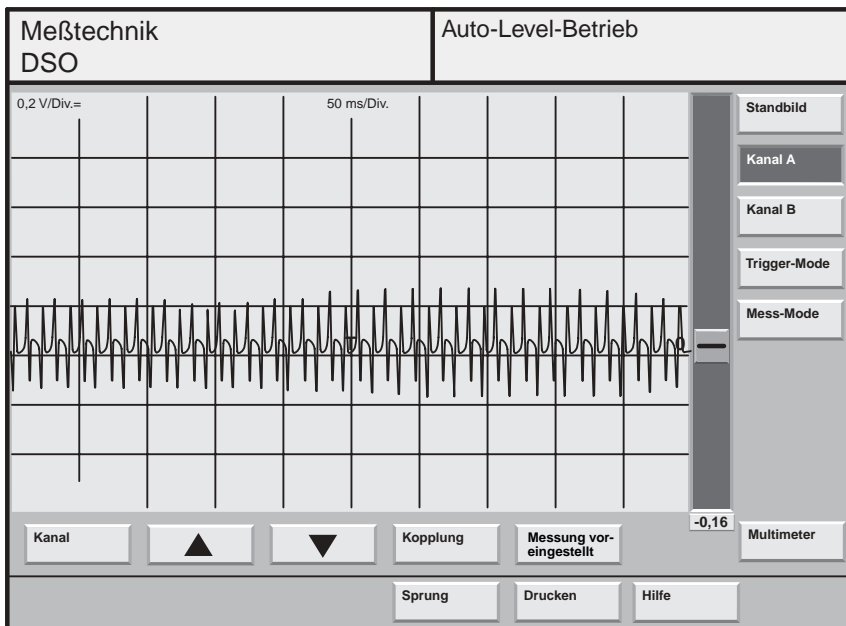 Meßtechnik
DSO
Auto-Level-Betrieb
0,2 V/Div.=
50 ms/Div.
Standbild
Kanal A
Kanal B
Trigger-Mode
Mess-Mode
T
0
-0,16
Kanal
Kopplung
Messung vor-
eingestellt
Multimeter
Sprung
Drucken
Hilfe